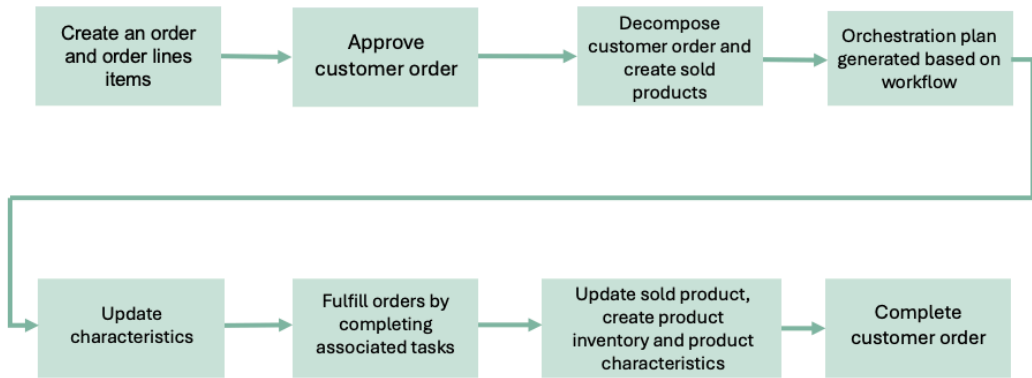 Create an order
and order lines
items
Approve
customer order
Decompose
customer order and
create sold
products
Orchestration plan
generated based on
workflow
Update
characteristics
Fulfill orders by
completing
associated tasks
Update sold product,
create product
inventory and product
characteristics
Complete
customer order